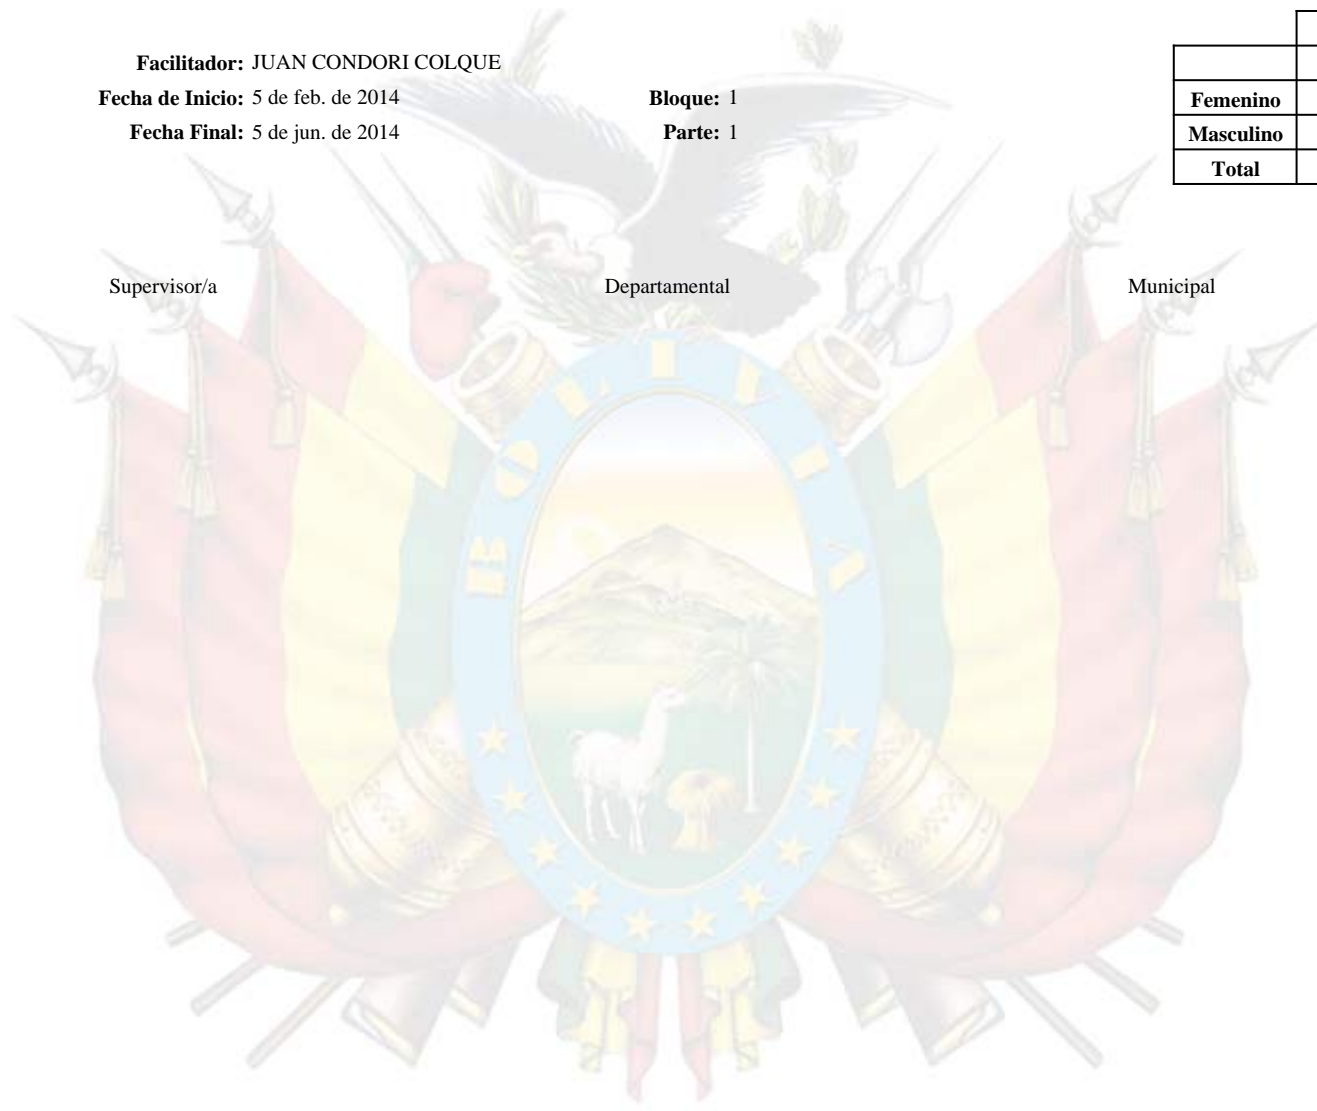 Facilitador: JUAN CONDORI COLQUE
Fecha de Inicio: 5 de feb. de 2014 Bloque: 1
Fecha Final: 5 de jun. de 2014 Parte: 1
Femenino
Masculino
Total
Supervisor/a Departamental Municipal
BOLIVIA